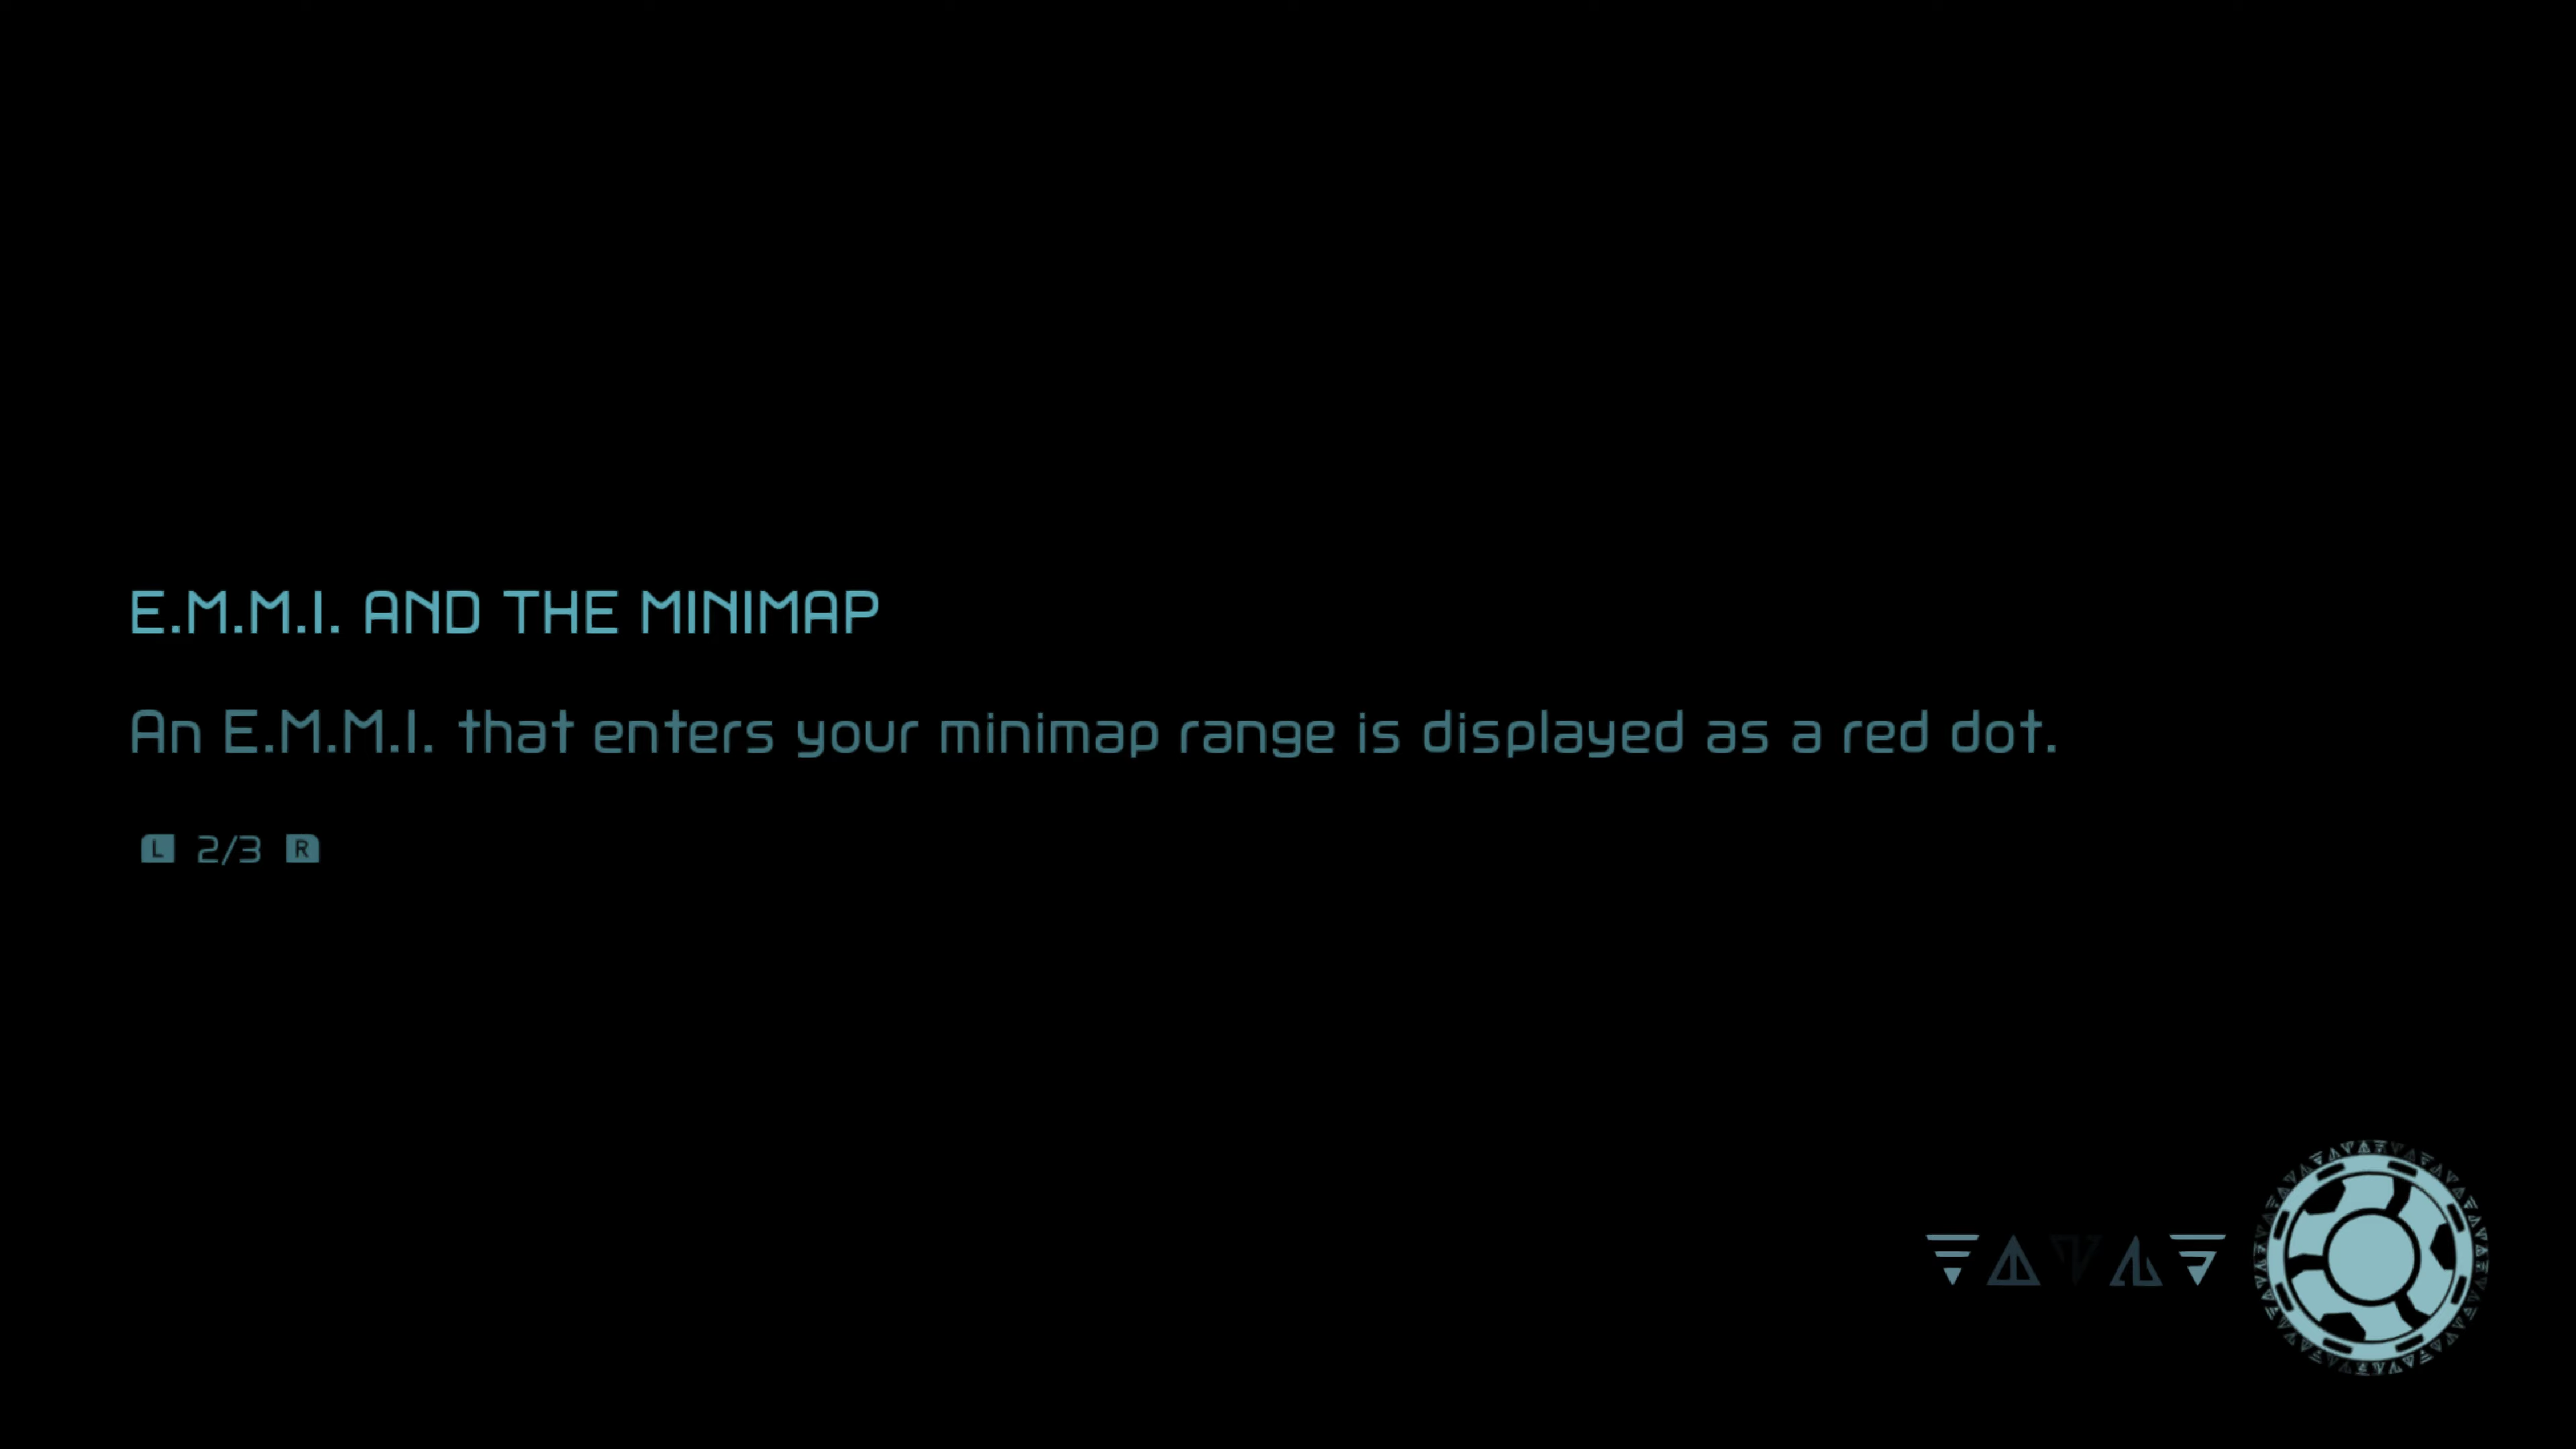 E.M.M.I. AND THE MINIMAP
An E.M.M.I. that enters your minimap range is displayed as a red dot.
L 2/3 R